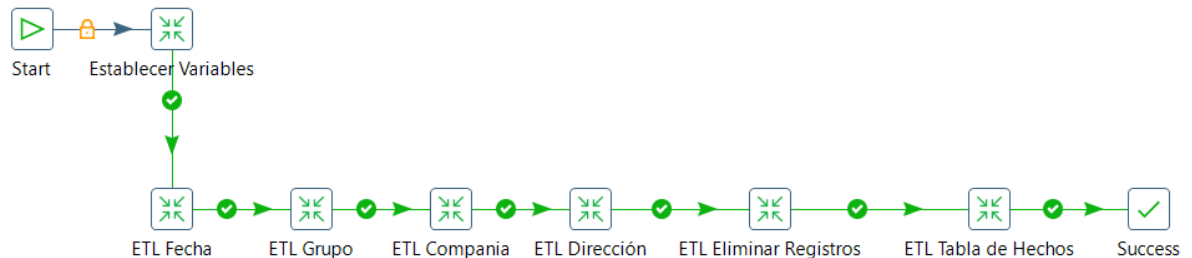 Start
Establecer Variables
ETL Fecha
ETL Grupo
ETL Compania
ETL Dirección
ETL Eliminar Registros
ETL Tabla de Hechos
Success